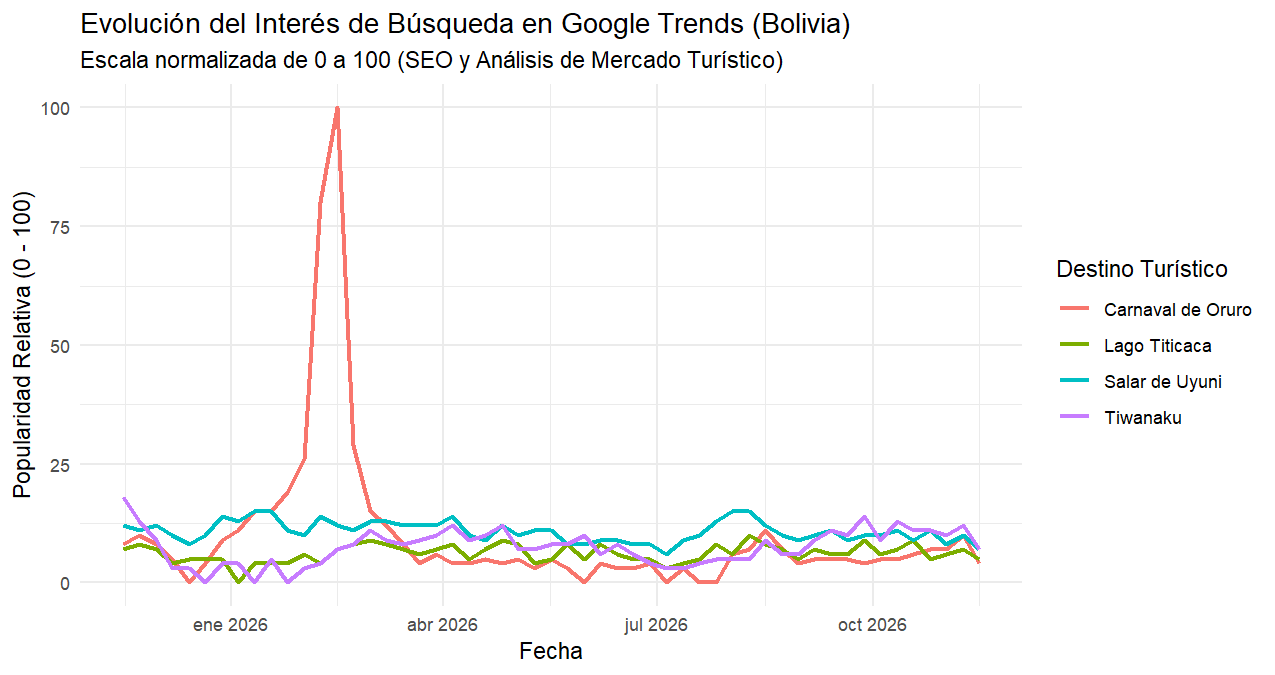 Evolución del Interés de Búsqueda en Google Trends (Bolivia)
Escala normalizada de 0 a 100 (SEO y Análisis de Mercado Turístico)
Popularidad Relativa (0 - 100)
100
75
50
25
0
ene 2026
abr 2026
jul 2026
oct 2026
Fecha
Destino Turístico
Carnaval de Oruro
Lago Titicaca
Salar de Uyuni
Tiwanaku